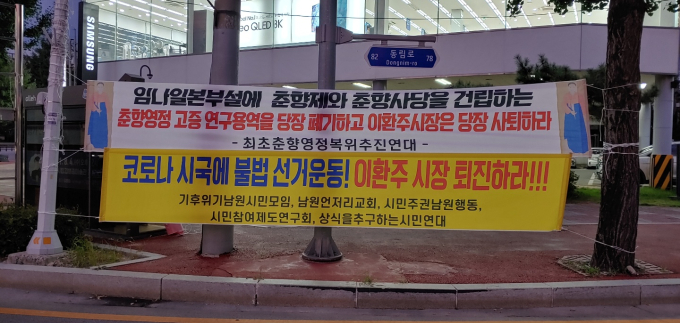 SAMSUNG
QLED 8K
82 동림로 78
Dongnim-ro
임나일본부설에 춘향제와 춘향사당을 건립하는
춘향영정 고증 연구용역을 당장 폐기하고 이환주시장은 당장 사퇴하라
- 최초춘향영정복위추진연대 -
코로나 시국에 불법 선거운동! 이환주 시장 퇴진하라!!!
기후위기남원시민모임, 남원언저리교회, 시민주권남원행동,
시민참여제도연구회, 상식을추구하는시민연대